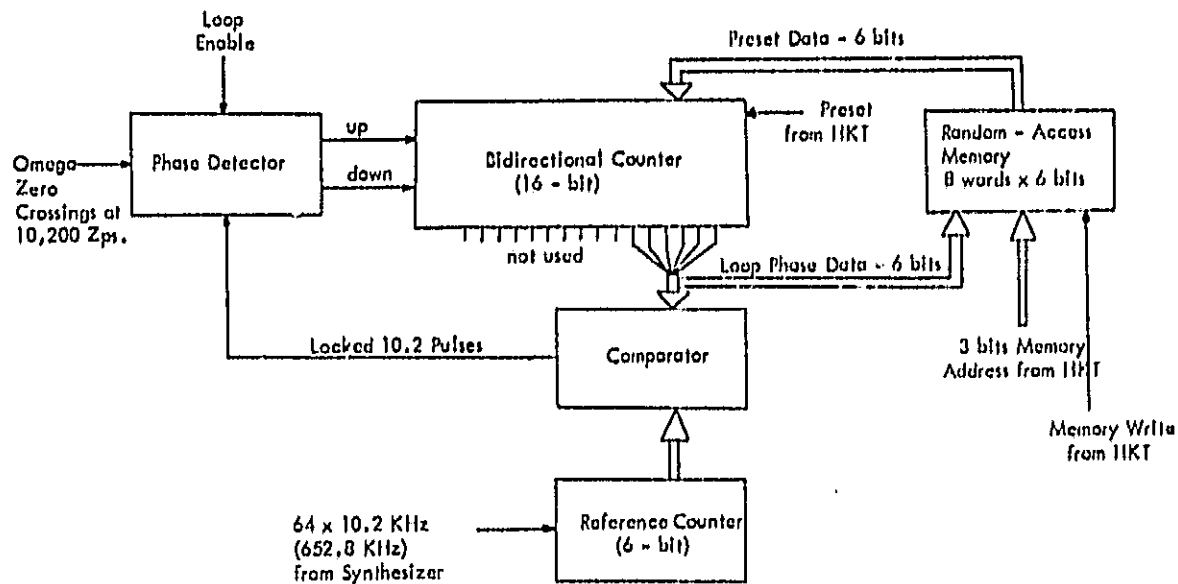 Loop
Enable
Preset Data - 6 bits
up
Phase Detector
down
Bidirectional Counter
(16 - bit)
Preset
from IIKT
Random - Access
Memory
8 words x 6 bits
Omega
Zero
Crossings at
10,200 Zps.
not used
Loop Phase Data - 6 bits
Locked 10.2 Pulses
Comparator
3 bits Memory
Address from IIKT
Memory Write
from IIKT
64 x 10.2 KHz
(652.8 KHz)
from Synthesizer
Reference Counter
(6 - bit)